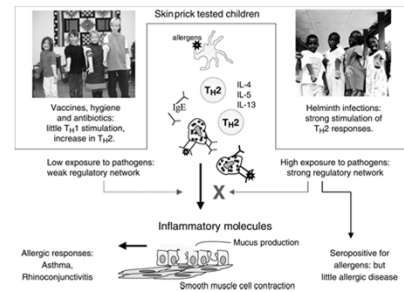 Skin prick tested children
allergens
IL-4
IL-5
IL-13
TH2
IgE
TH2
Vaccines, hygiene
and antibiotics:
little TH1 stimulation,
increase in TH2.
Helminth infections:
strong stimulation of
TH2 responses.
Low exposure to pathogens:
weak regulatory network
High exposure to pathogens:
strong regulatory network
X
Inflammatory molecules
Mucus production
Allergic responses:
Asthma,
Rhinoconjunctivitis
Smooth muscle cell contraction
Seropositive for
allergens: but
little allergic disease